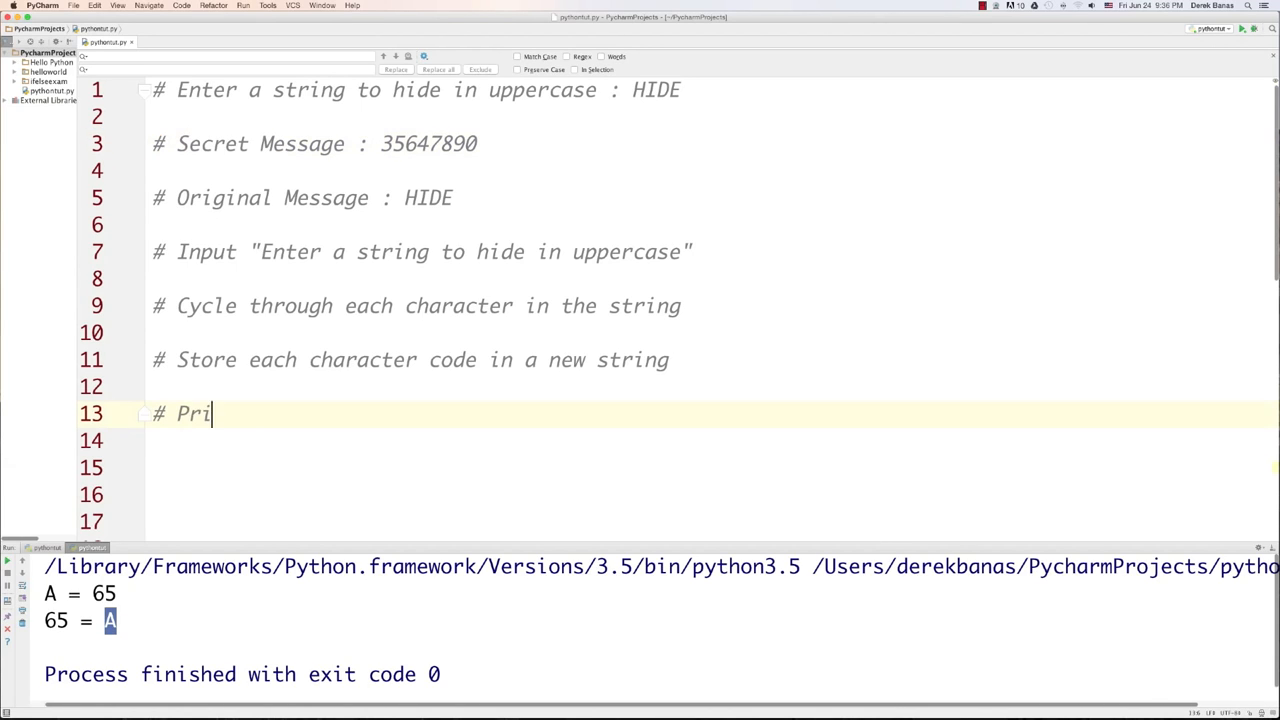 PyCharm File Edit View Navigate Code Refactor Run Tools VCS Window Help Fri Jun 24 9:36 PM Derek Banas
pythontut.py - PycharmProjects - [~/PycharmProjects]
PycharmProjects pythontut.py pythontut
pythontut.py
Match Case Regex Words
Replace Replace all Exclude Preserve Case In Selection
PycharmProject
Hello Python
helloworld
ifelseexam
pythontut.py
External Librarie
1 # Enter a string to hide in uppercase : HIDE
2
3 # Secret Message : 35647890
4
5 # Original Message : HIDE
6
7 # Input "Enter a string to hide in uppercase"
8
9 # Cycle through each character in the string
10
11 # Store each character code in a new string
12
13 # Pri
14
15
16
17
Run: pythontut pythontut
/Library/Frameworks/Python.framework/Versions/3.5/bin/python3.5 /Users/derekbanas/PycharmProjects/pytho
A = 65
65 = A
Process finished with exit code 0
UTF-8